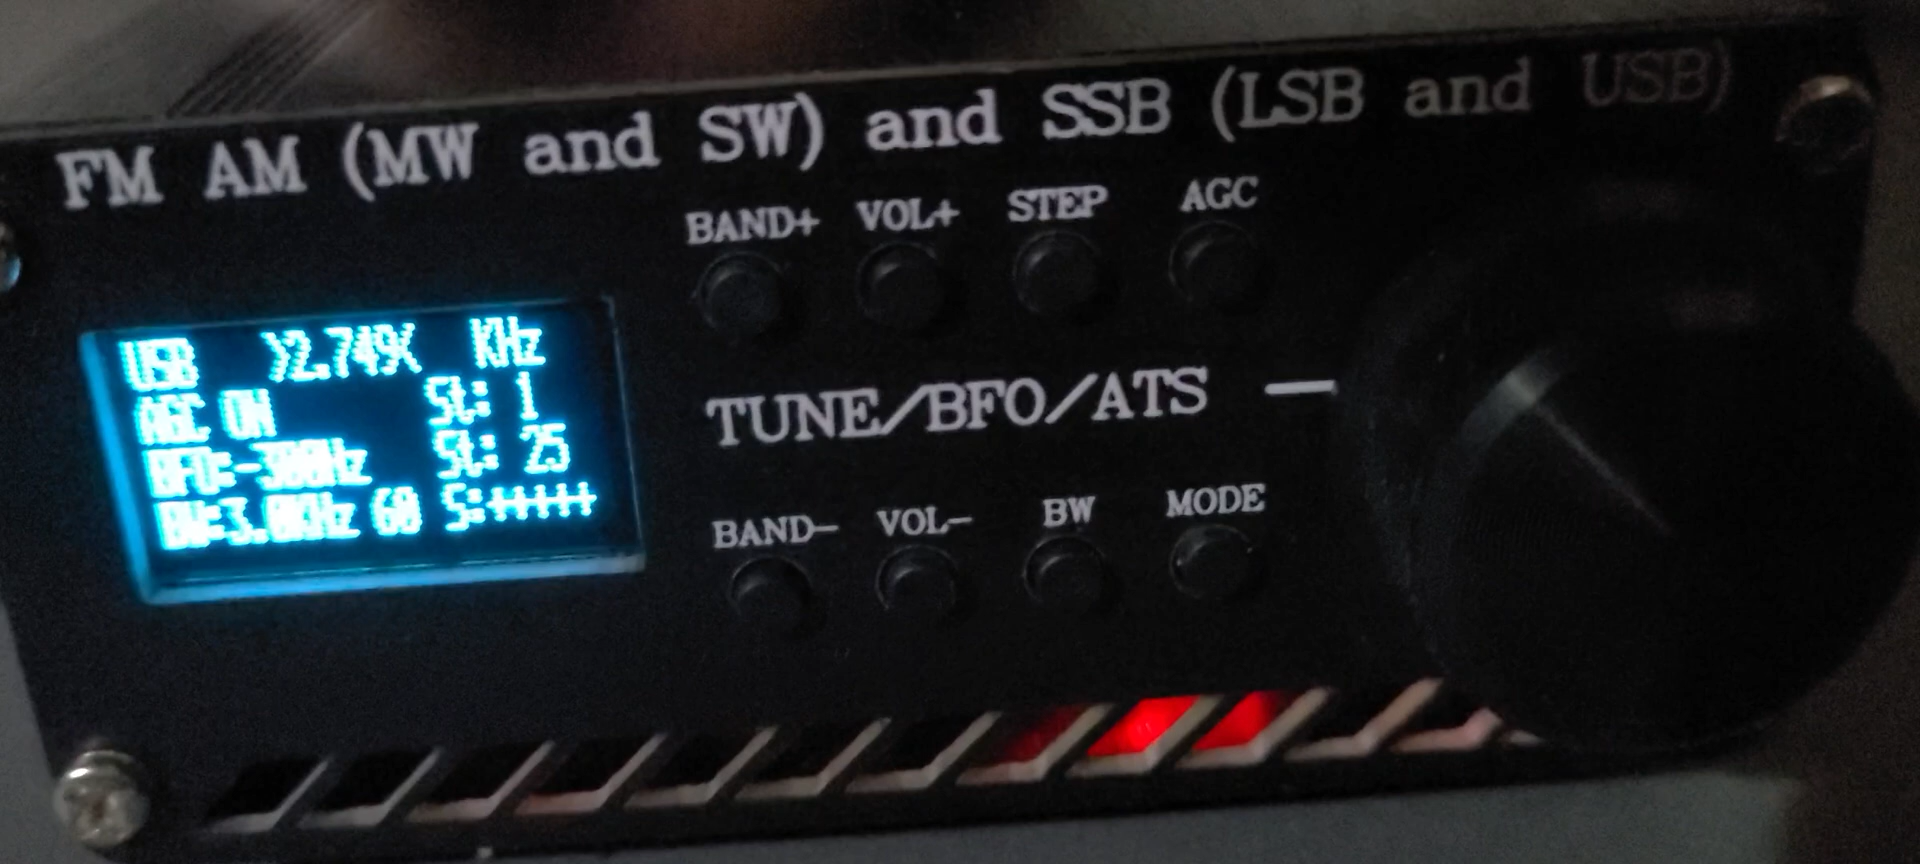 FM AM (MW and SW) and SSB (LSB and USB)
BAND+ VOL+ STEP AGC
USB >2.749< KHz
AGC ON St: 1
BFO:-300Hz St: 25
BW:3.0KHz 60 S:+++++
TUNE/BFO/ATS —
BAND- VOL- BW MODE